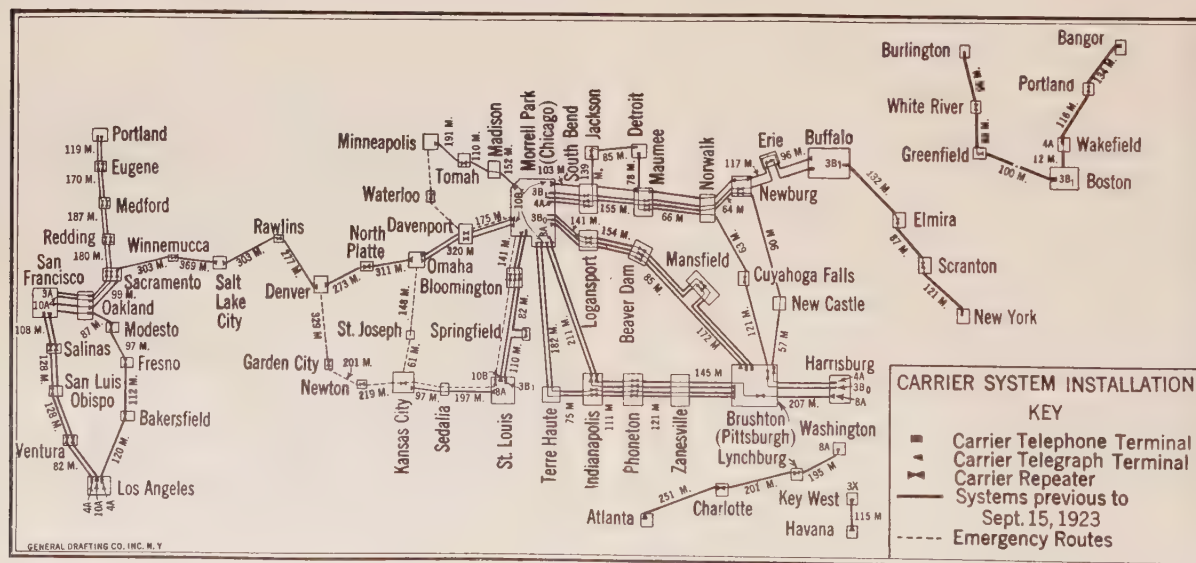 Portland
119 M.
Eugene
170 M.
Medford
187 M.
Redding
180 M.
Winnemucca
303 M.
369 M.
303 M.
Rawlins
277 M.
San
Francisco
3A
10A
Sacramento
99 M.
Oakland
Salt
Lake
City
108 M.
87 M.
Modesto
97 M.
Salinas
Fresno
128 M.
112 M.
San Luis
Obispo
128 M.
Bakersfield
Ventura
82 M.
120 M.
Los Angeles
4A
10A
4A
Denver
273 M.
North
Platte
311 M.
Omaha
320 M.
Davenport
175 M.
Waterloo
Minneapolis
191 M.
Tomah
110 M.
Madison
152 M.
Morrell Park
(Chicago)
10B
3B1
4A
3B0
8A
103 M.
South Bend
139 M.
Jackson
85 M.
Detroit
78 M.
Maumee
155 M.
66 M.
Norwalk
117 M.
64 M
Newburg
Erie
96 M.
Buffalo
3B1
132 M.
Elmira
87 M.
Scranton
121 M.
New York
Burlington
White River
Greenfield
100 M.
Bangor
134 M.
Portland
116 M.
4A
Wakefield
12 M.
3B1
Boston
329 M.
Garden City
201 M.
Newton
219 M.
148 M.
St. Joseph
61 M.
Kansas City
97 M.
Sedalia
197 M.
Bloomington
141 M.
82 M.
Springfield
110 M.
10B
8A
3B1
St. Louis
182 M.
211 M.
Terre Haute
75 M
Indianapolis
111 M
Phoneton
121 M.
Zanesville
145 M
141 M.
Logansport
154 M.
Beaver Dam
85 M.
Mansfield
172 M.
63 M.
Cuyahoga Falls
121 M
90 M.
New Castle
57 M
Brushton
(Pittsburgh)
207 M.
Harrisburg
4A
3B0
8A
Washington
8A
Lynchburg
195 M.
201 M.
Charlotte
251 M.
Atlanta
Key West
3X
115 M
Havana
CARRIER SYSTEM INSTALLATION
KEY
Carrier Telephone Terminal
Carrier Telegraph Terminal
Carrier Repeater
Systems previous to
Sept. 15, 1923
Emergency Routes
GENERAL DRAFTING CO. INC. N.Y